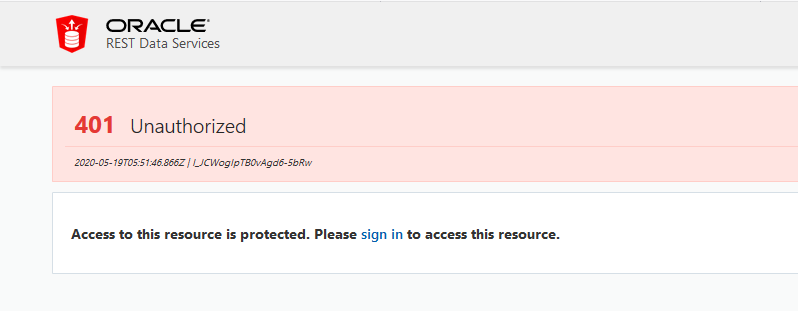 ORACLE
REST Data Services
401 Unauthorized
2020-05-19T05:51:46.866Z | I_JCWogIpTB0vAgd6-5bRw
Access to this resource is protected. Please sign in to access this resource.